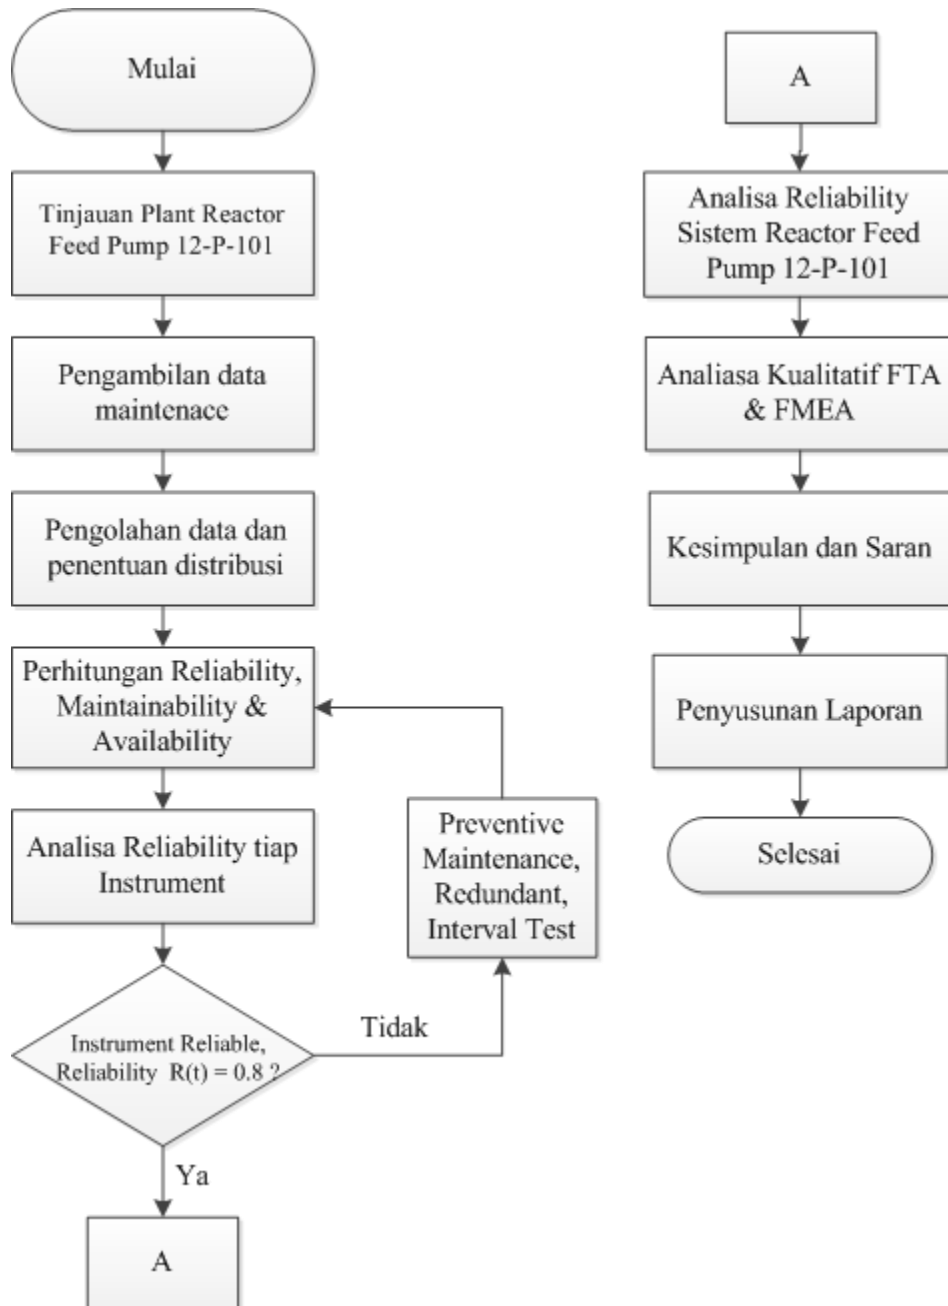 Mulai
Tinjauan Plant Reactor
Feed Pump 12-P-101
Pengambilan data
maintenace
Pengolahan data dan
penentuan distribusi
Perhitungan Reliability,
Maintainability &
Availability
Analisa Reliability tiap
Instrument
Instrument Reliable,
Reliability R(t) = 0.8 ?
Tidak
Preventive
Maintenance,
Redundant,
Interval Test
Ya
A
A
Analisa Reliability
Sistem Reactor Feed
Pump 12-P-101
Analiasa Kualitatif FTA
& FMEA
Kesimpulan dan Saran
Penyusunan Laporan
Selesai